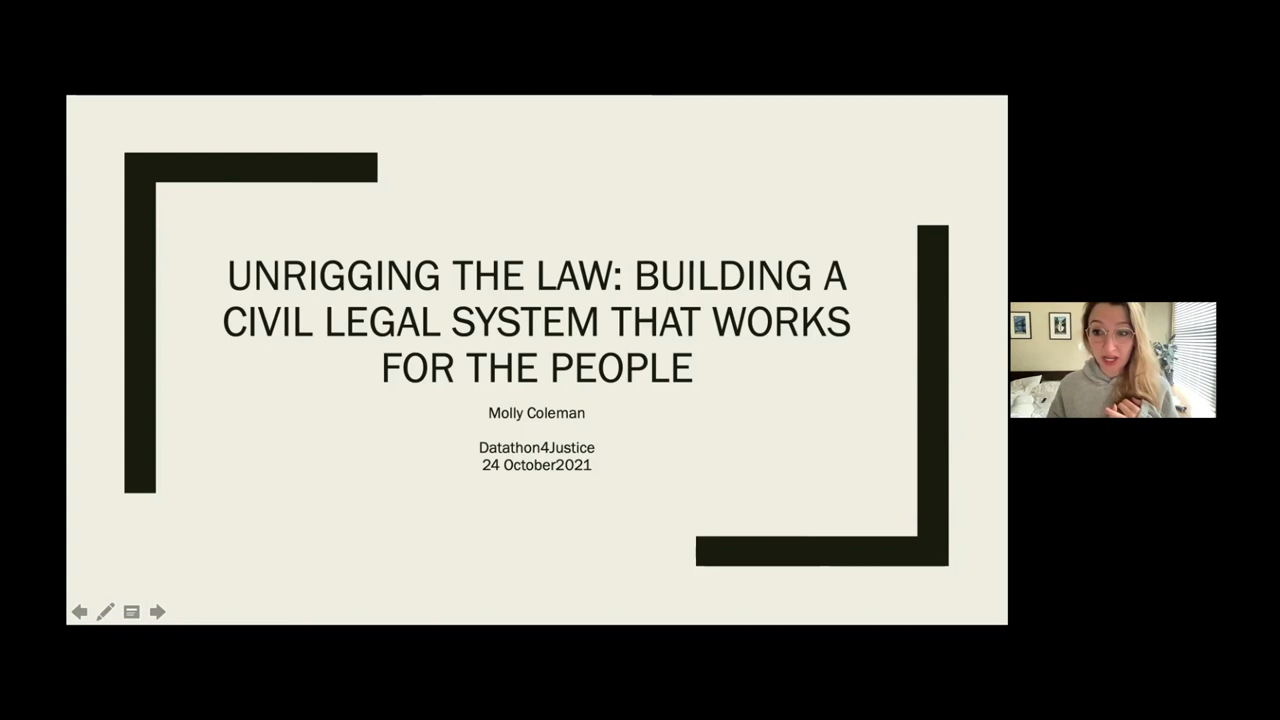 UNRIGGING THE LAW: BUILDING A
CIVIL LEGAL SYSTEM THAT WORKS
FOR THE PEOPLE
Molly Coleman
Datathon4Justice
24 October2021